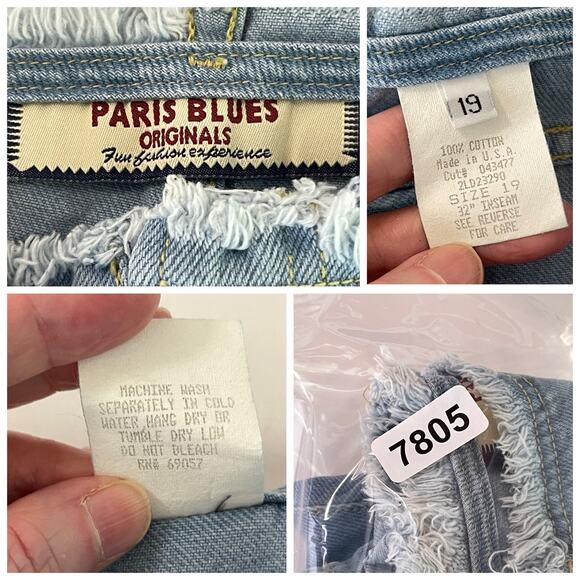 PARIS BLUES
ORIGINALS
Fun fashion experience
19
100% COTTON
Made in U.S.A.
Cut# 043477
2LD23290
SIZE 19
32" INSEAM
SEE REVERSE
FOR CARE
MACHINE WASH
SEPARATELY IN COLD
WATER HANG DRY OR
TUMBLE DRY LOW
DO NOT BLEACH
RN# 69057
7805